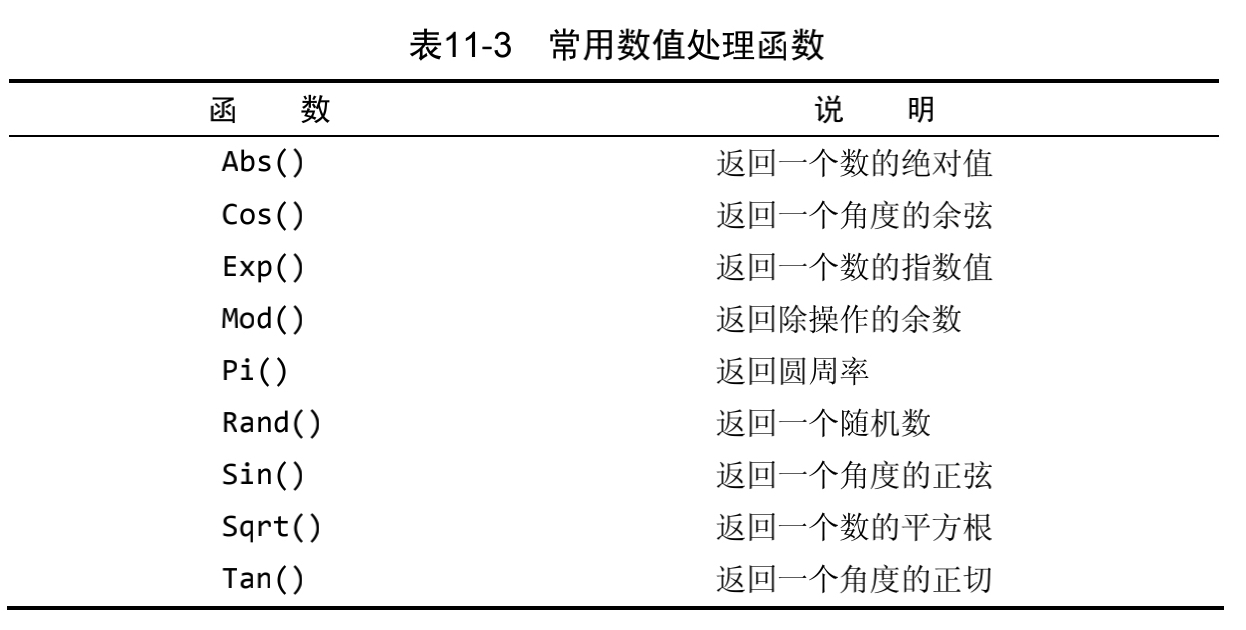 表11-3 常用数值处理函数
函 数 说 明
Abs() 返回一个数的绝对值
Cos() 返回一个角度的余弦
Exp() 返回一个数的指数值
Mod() 返回除操作的余数
Pi() 返回圆周率
Rand() 返回一个随机数
Sin() 返回一个角度的正弦
Sqrt() 返回一个数的平方根
Tan() 返回一个角度的正切